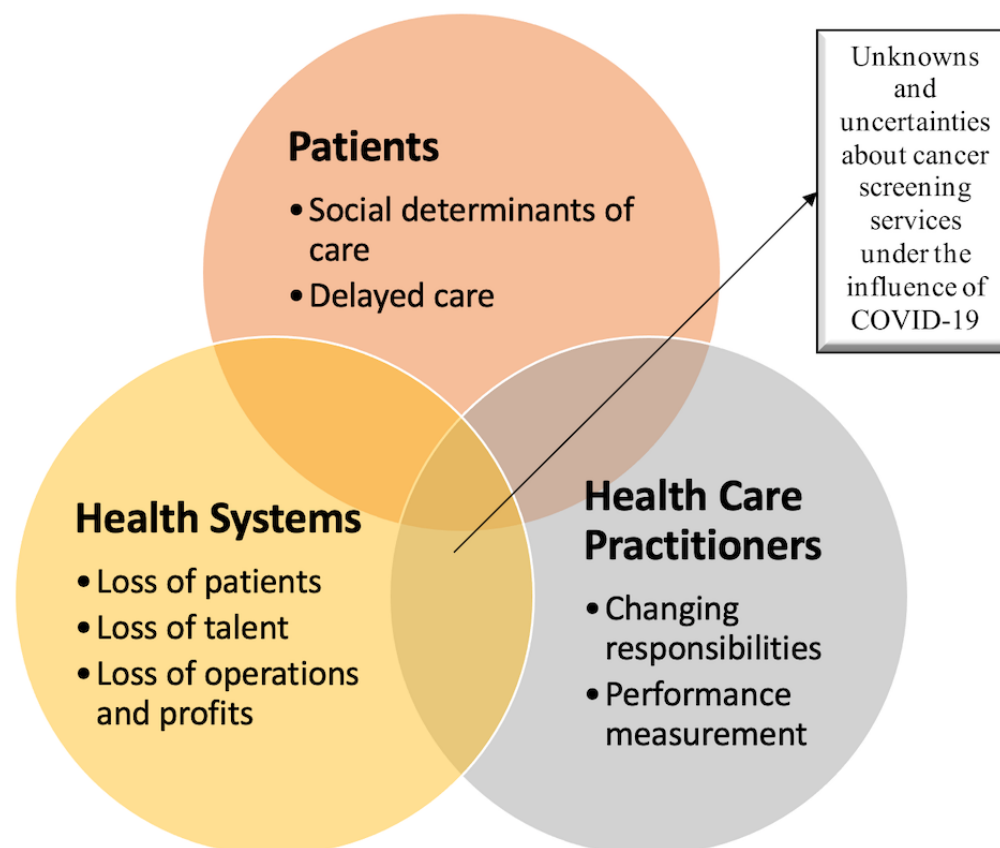 Patients
• Social determinants of
care
• Delayed care
Unknowns
and
uncertainties
about cancer
screening
services
under the
influence of
COVID-19
Health Systems
• Loss of patients
• Loss of talent
• Loss of operations
and profits
Health Care
Practitioners
• Changing
responsibilities
• Performance
measurement